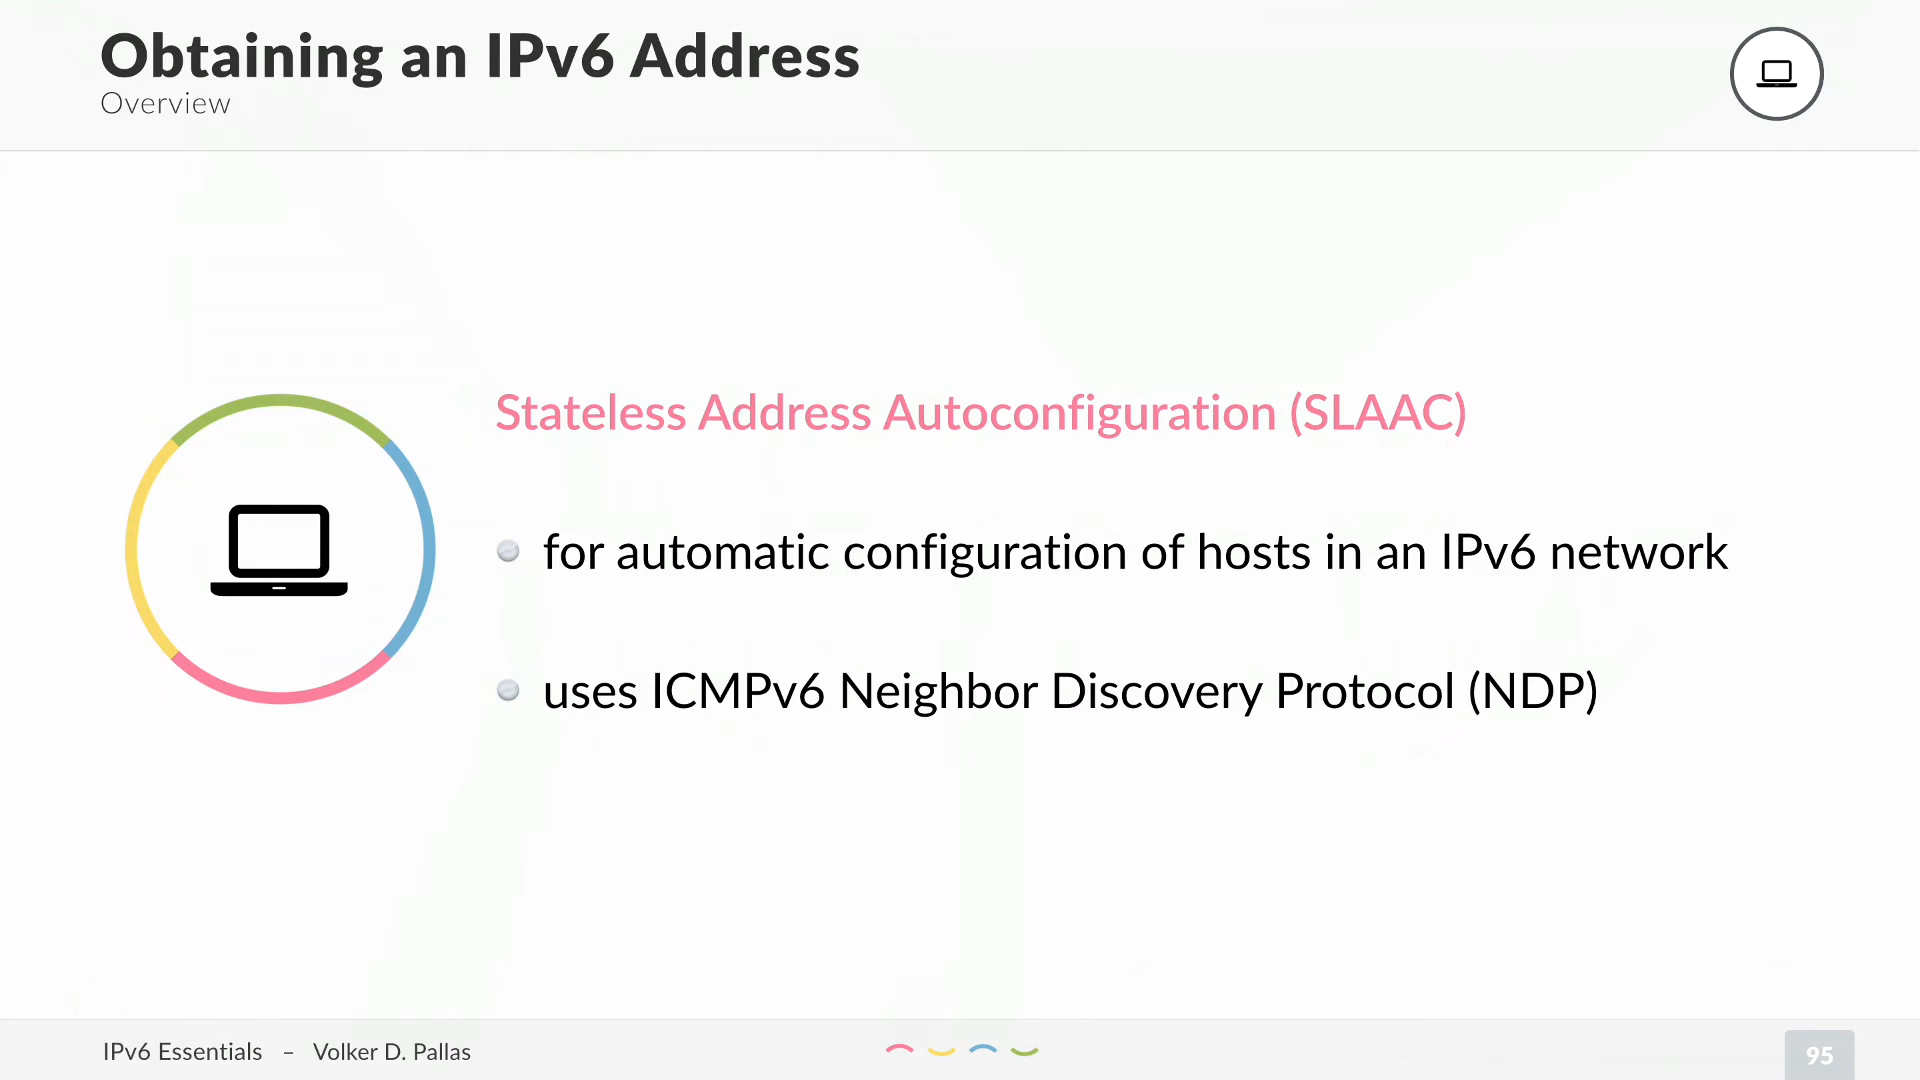 Obtaining an IPv6 Address
Overview
Stateless Address Autoconfiguration (SLAAC)
for automatic configuration of hosts in an IPv6 network
uses ICMPv6 Neighbor Discovery Protocol (NDP)
IPv6 Essentials – Volker D. Pallas
95